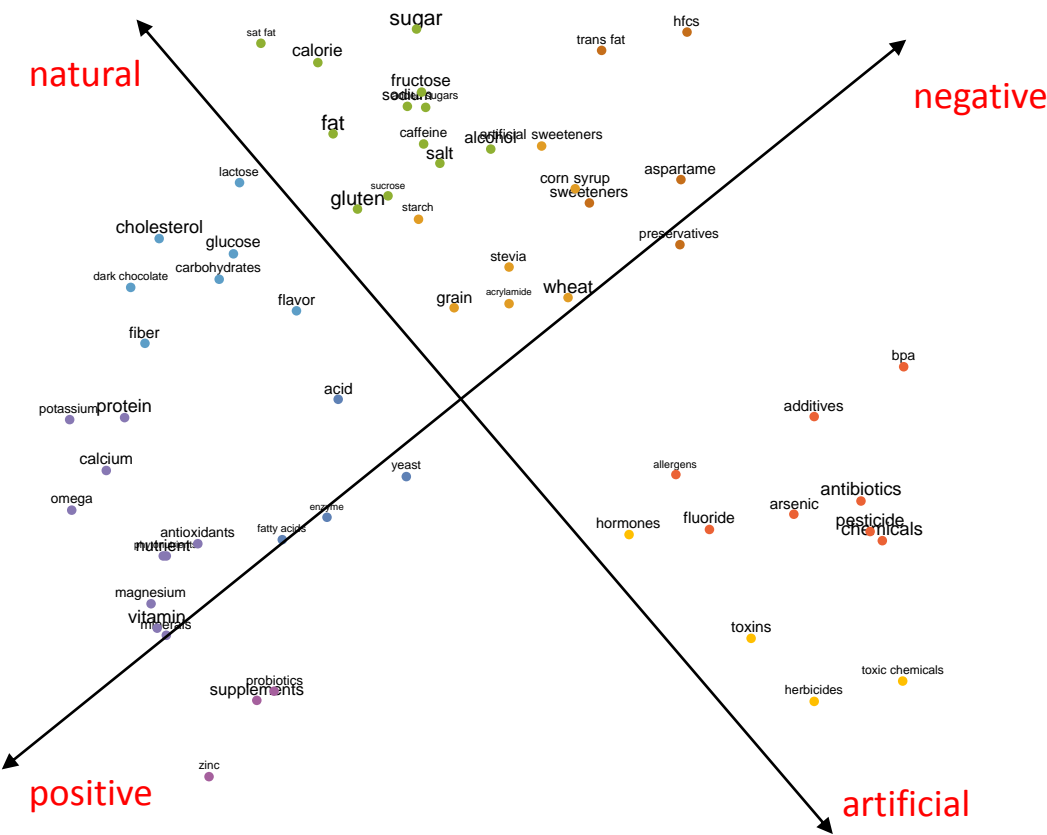 sugar
hfcs
sat fat
trans fat
calorie
natural
negative
fructose
sodium
fat
caffeine
alcohol
artificial sweeteners
salt
lactose
aspartame
corn syrup
sucrose
sweeteners
gluten
starch
cholesterol
preservatives
glucose
stevia
carbohydrates
dark chocolate
wheat
acrylamide
flavor
grain
fiber
bpa
acid
potassium
protein
additives
calcium
yeast
allergens
antibiotics
omega
enzyme
arsenic
fluoride
pesticide
hormones
fatty acids
chemicals
antioxidants
nutrient
magnesium
vitamin
minerals
toxins
toxic chemicals
probiotics
supplements
herbicides
zinc
positive
artificial